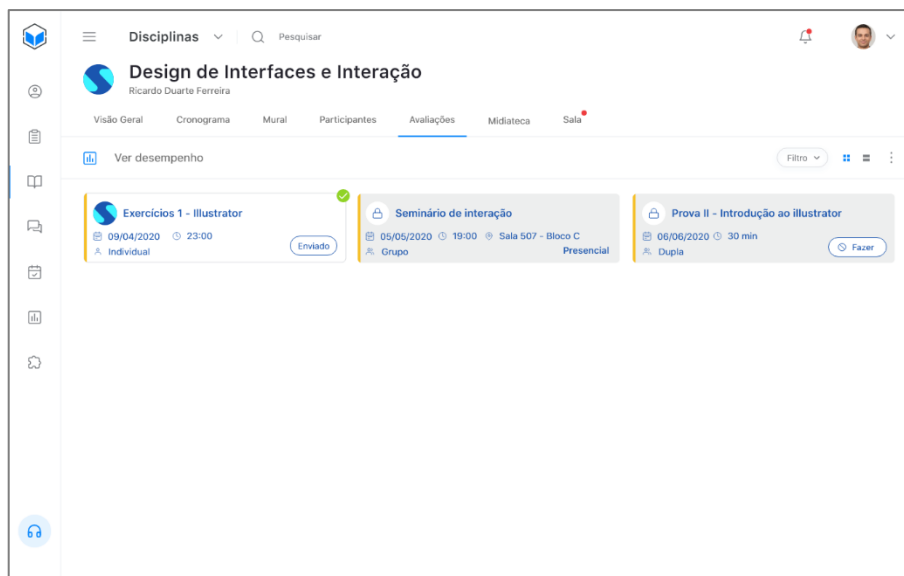 Disciplinas
Pesquisar
Design de Interfaces e Interação
Ricardo Duarte Ferreira
Visão Geral Cronograma Mural Participantes Avaliações Midiateca Sala
Ver desempenho
Filtro
Exercícios 1 - Illustrator
09/04/2020 23:00
Individual
Enviado
Seminário de interação
05/05/2020 19:00 Sala 507 - Bloco C
Grupo
Presencial
Prova II - Introdução ao illustrator
06/06/2020 30 min
Dupla
Fazer